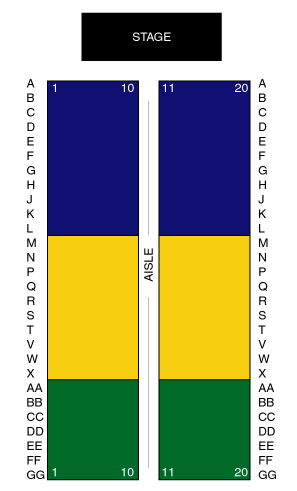 STAGE
1 10 11 20
A A
B B
C C
D D
E E
F F
G G
H H
J J
K K
L L
M M
N N
P P
Q Q
R R
S S
T T
V V
W W
X X
AISLE
AA AA
BB BB
CC CC
DD DD
EE EE
FF FF
GG 1 10 11 20 GG